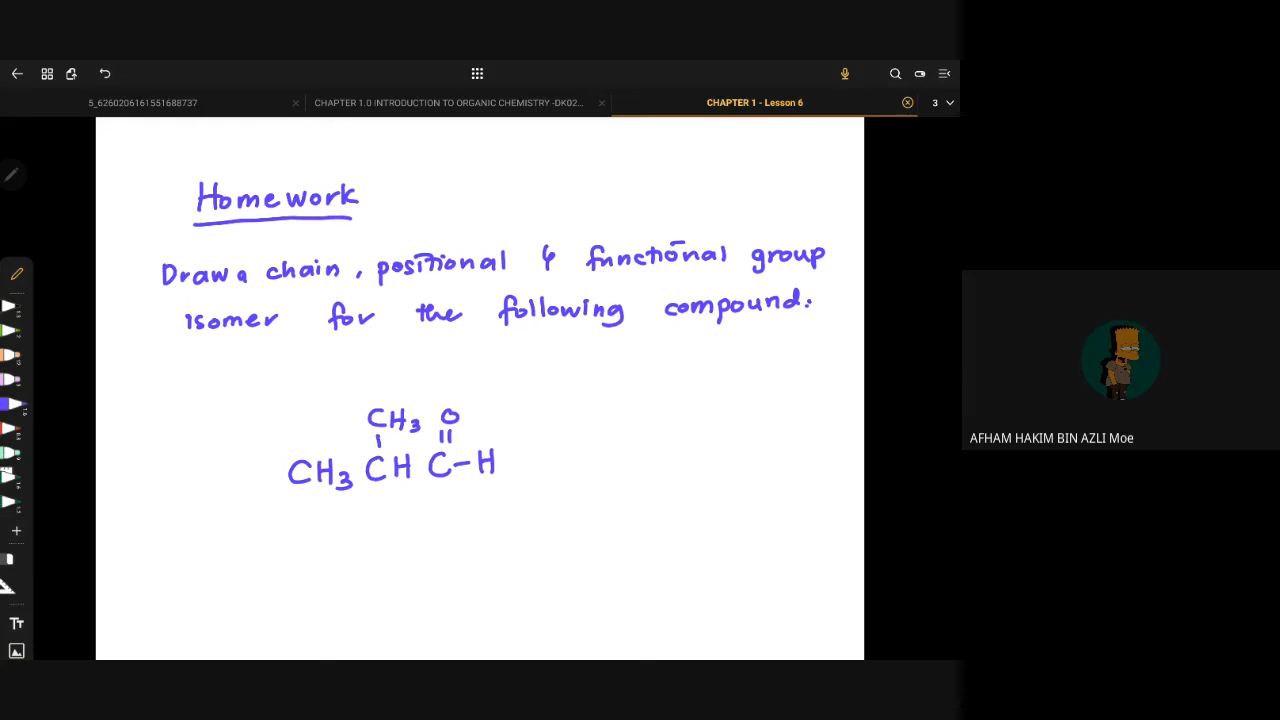 5_6260206161551688737
CHAPTER 1.0 INTRODUCTION TO ORGANIC CHEMISTRY -DK02...
CHAPTER 1 - Lesson 6
3
Homework
Draw a chain, positional & functional group
isomer for the following compound:
CH3 O
CH3 CH C-H
AFHAM HAKIM BIN AZLI Moe
Tт